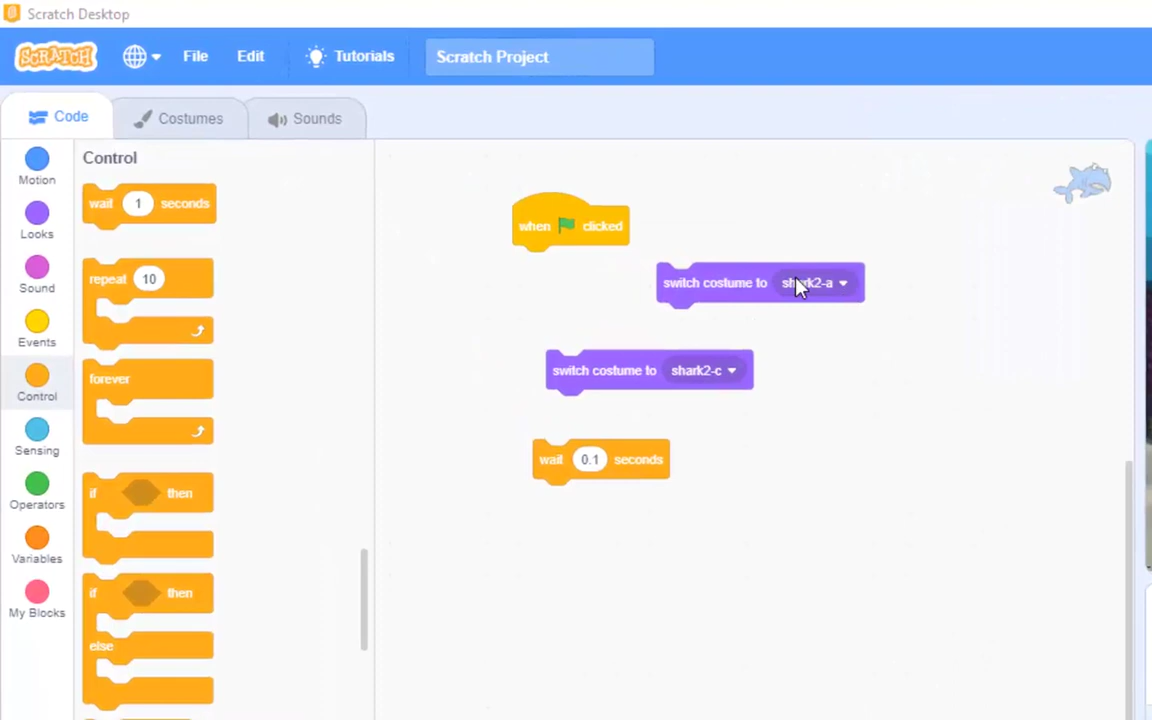 Scratch Desktop
SCRATCH
File
Edit
Tutorials
Scratch Project
Code
Costumes
Sounds
Motion
Looks
Sound
Events
Control
Sensing
Operators
Variables
My Blocks
Control
wait 1 seconds
repeat 10
forever
if then
if then
else
when clicked
switch costume to shark2-a
switch costume to shark2-c
wait 0.1 seconds